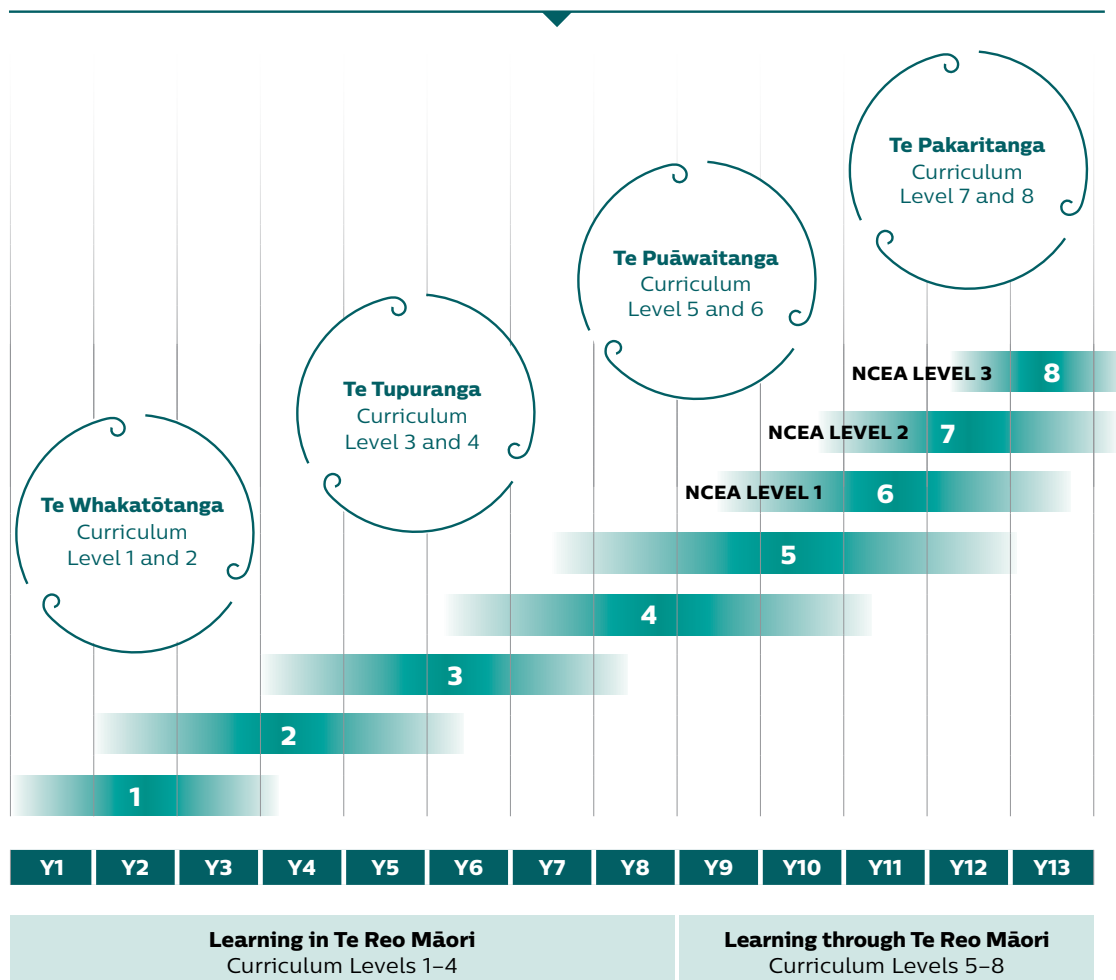 Te Pakaritanga
Curriculum
Level 7 and 8
Te Puāwaitanga
Curriculum
Level 5 and 6
Te Tupuranga
Curriculum
Level 3 and 4
Te Whakatōtanga
Curriculum
Level 1 and 2
NCEA LEVEL 3 8
NCEA LEVEL 2 7
NCEA LEVEL 1 6
5
4
3
2
1
Y1 Y2 Y3 Y4 Y5 Y6 Y7 Y8 Y9 Y10 Y11 Y12 Y13
Learning in Te Reo Māori
Curriculum Levels 1–4
Learning through Te Reo Māori
Curriculum Levels 5–8